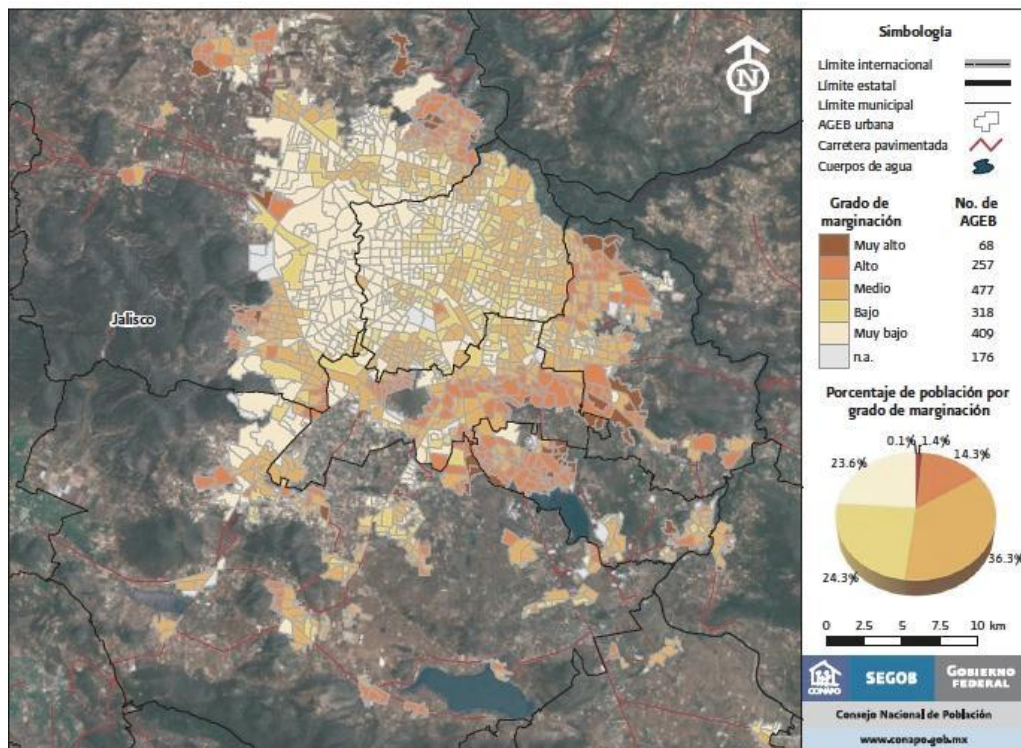 Jalisco
N
Simbología
Límite internacional
Límite estatal
Límite municipal
AGEB urbana
Carretera pavimentada
Cuerpos de agua
Grado de marginación No. de AGEB
Muy alto 68
Alto 257
Medio 477
Bajo 318
Muy bajo 409
n.a. 176
Porcentaje de población por
grado de marginación
0.1% 1.4%
14.3%
23.6%
36.3%
24.3%
0 2.5 5 7.5 10 km
CONAPO
SEGOB
GOBIERNO
FEDERAL
Consejo Nacional de Población
www.conapo.gob.mx